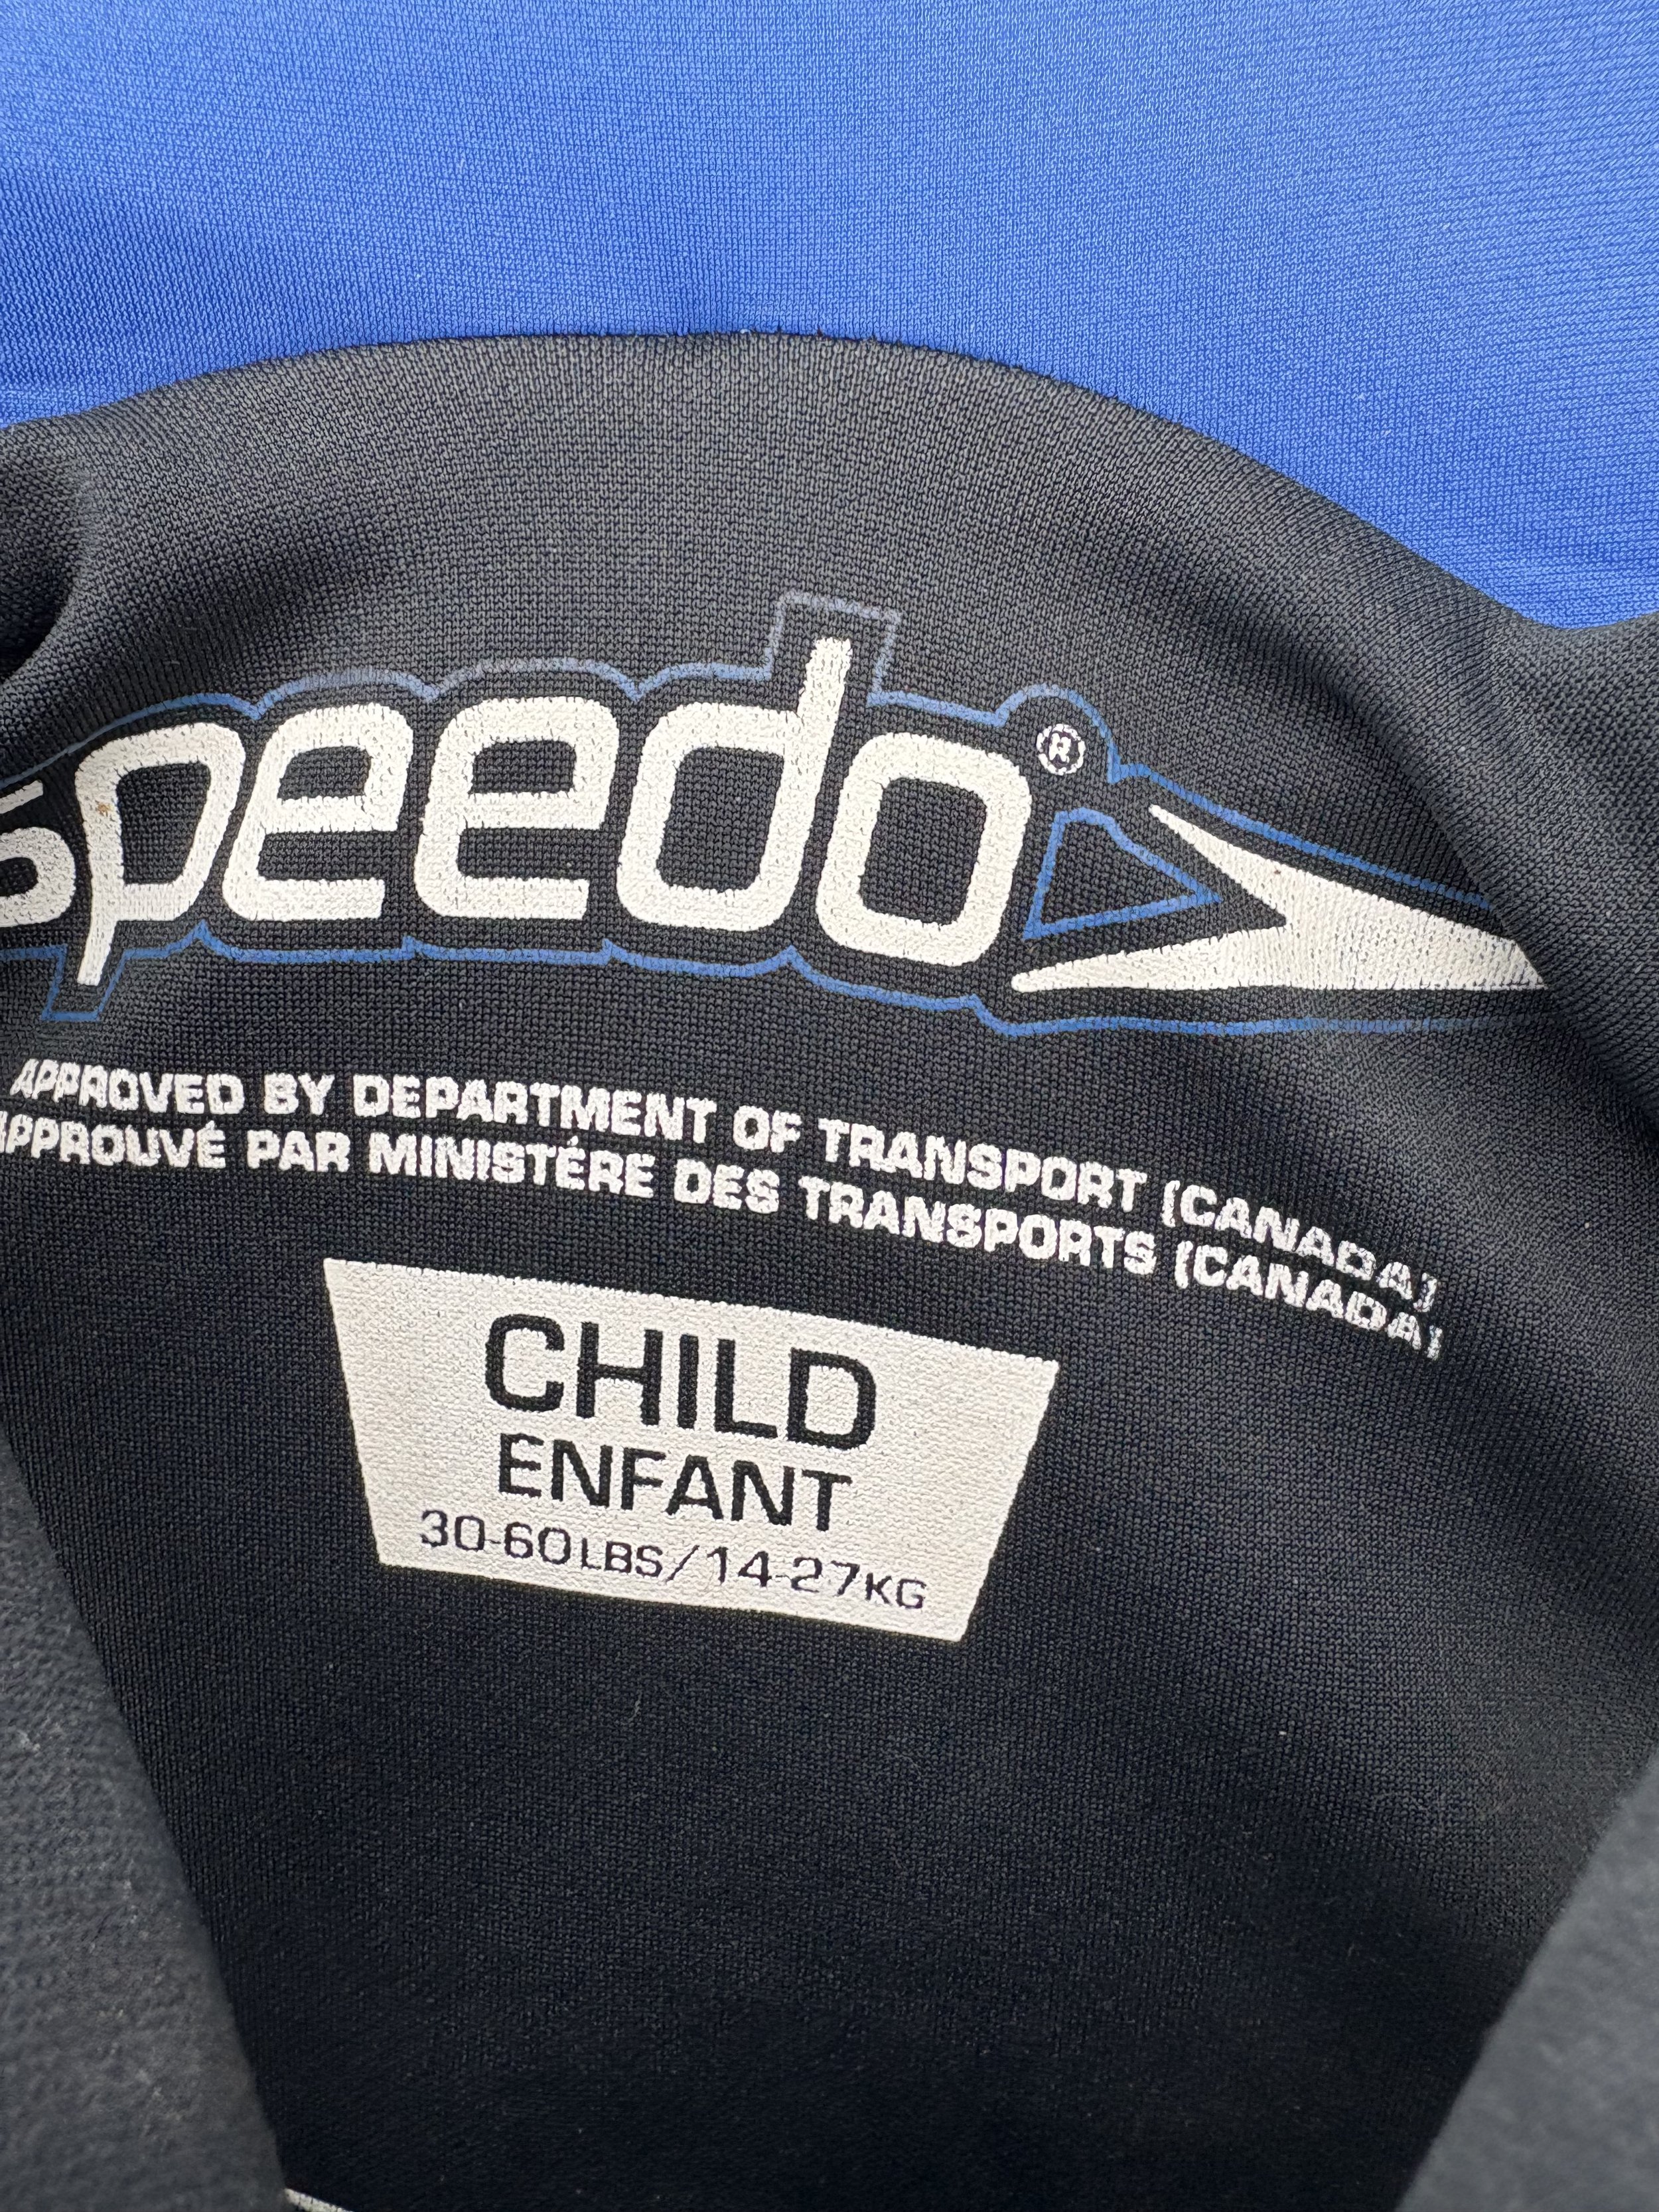 speedo®
APPROVED BY DEPARTMENT OF TRANSPORT (CANADA)
APPROUVÉ PAR MINISTÉRE DES TRANSPORTS (CANADA)
CHILD
ENFANT
30-60LBS/14-27KG